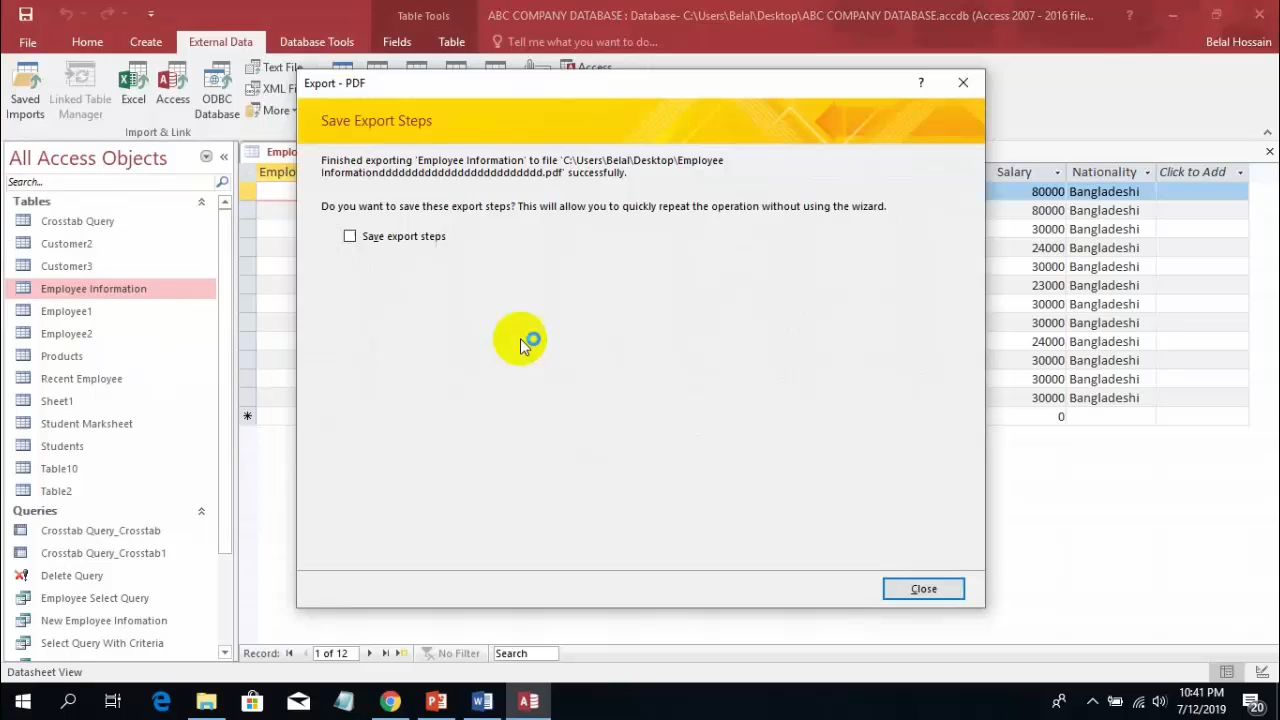 Table Tools
ABC COMPANY DATABASE : Database- C:\Users\Belal\Desktop\ABC COMPANY DATABASE.accdb (Access 2007 - 2016 file...
?
File
Home
Create
External Data
Database Tools
Fields
Table
Tell me what you want to do...
Belal Hossain
Saved
Imports
Linked Table
Manager
Excel
Access
ODBC
Database
Text File
XML Fi
More
Access
Import & Link
Export - PDF
?
Save Export Steps
Finished exporting 'Employee Information' to file 'C:\Users\Belal\Desktop\Employee
Informationddddddddddddddddddddddddd.pdf' successfully.
Do you want to save these export steps? This will allow you to quickly repeat the operation without using the wizard.
Save export steps
Close
All Access Objects
Search...
Tables
Crosstab Query
Customer2
Customer3
Employee Information
Employee1
Employee2
Products
Recent Employee
Sheet1
Student Marksheet
Students
Table10
Table2
Queries
Crosstab Query_Crosstab
Crosstab Query_Crosstab1
Delete Query
Employee Select Query
New Employee Infomation
Select Query With Criteria
Emplo
Emplo
Salary Nationality Click to Add
80000 Bangladeshi
80000 Bangladeshi
30000 Bangladeshi
24000 Bangladeshi
30000 Bangladeshi
23000 Bangladeshi
30000 Bangladeshi
30000 Bangladeshi
24000 Bangladeshi
30000 Bangladeshi
30000 Bangladeshi
30000 Bangladeshi
0
Record: 1 of 12 No Filter Search
Datasheet View
10:41 PM
7/12/2019
20